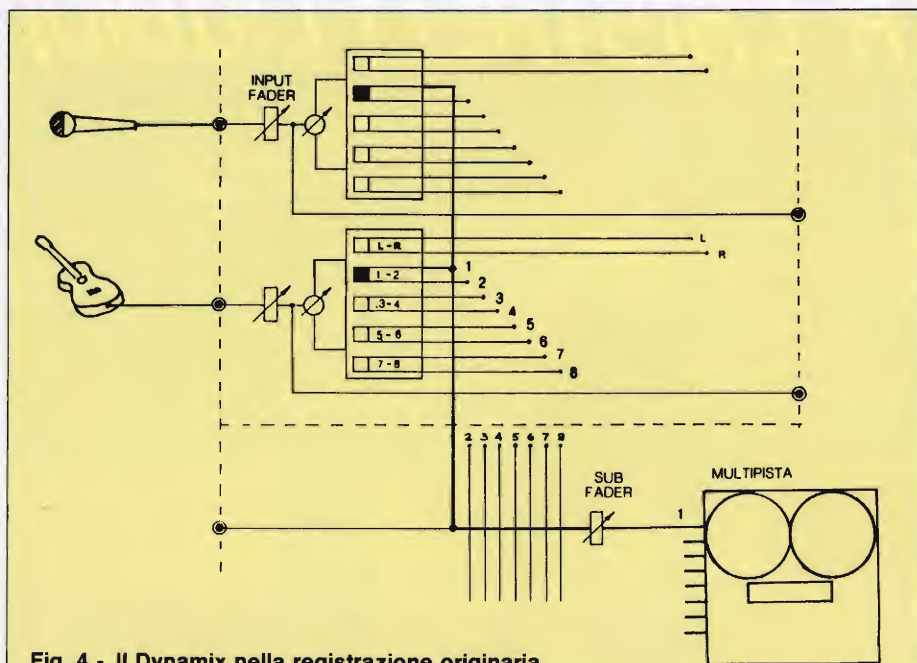 INPUT
FADER
L-R
L
R
1-2
1
2
.3-4
3
4
5-6
5
6
7-8
7
8
2 3 4 5 6 7 8
SUB
FADER
MULTIPISTA
1
Fig. 4 - Il Dynamix nella registrazione originaria